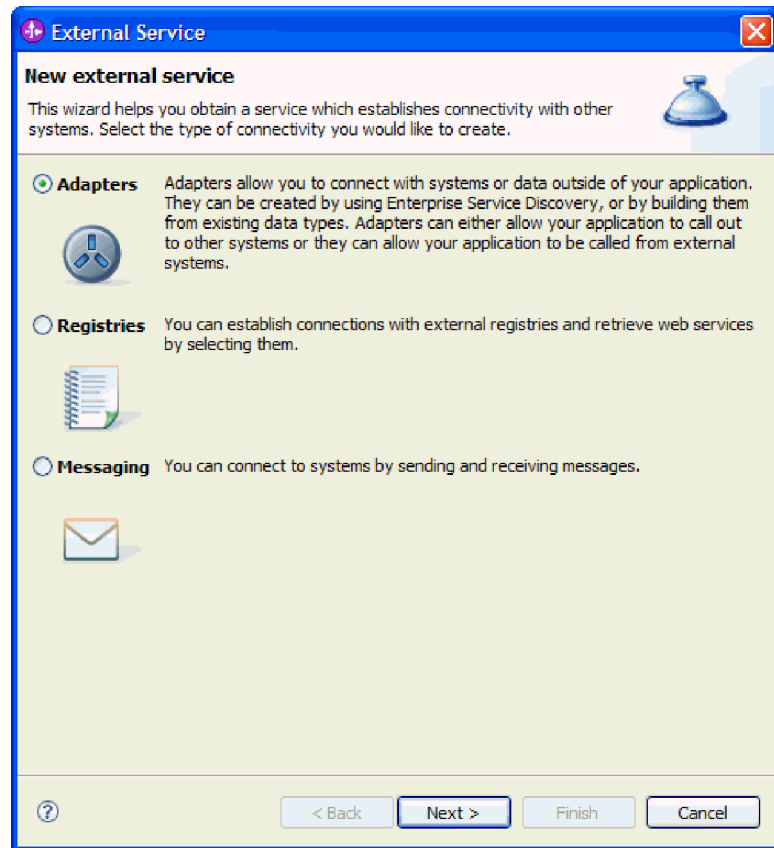 External Service
New external service
This wizard helps you obtain a service which establishes connectivity with other
systems. Select the type of connectivity you would like to create.
Adapters
Adapters allow you to connect with systems or data outside of your application.
They can be created by using Enterprise Service Discovery, or by building them
from existing data types. Adapters can either allow your application to call out
to other systems or they can allow your application to be called from external
systems.
Registries
You can establish connections with external registries and retrieve web services
by selecting them.
Messaging
You can connect to systems by sending and receiving messages.
?
< Back
Next >
Finish
Cancel